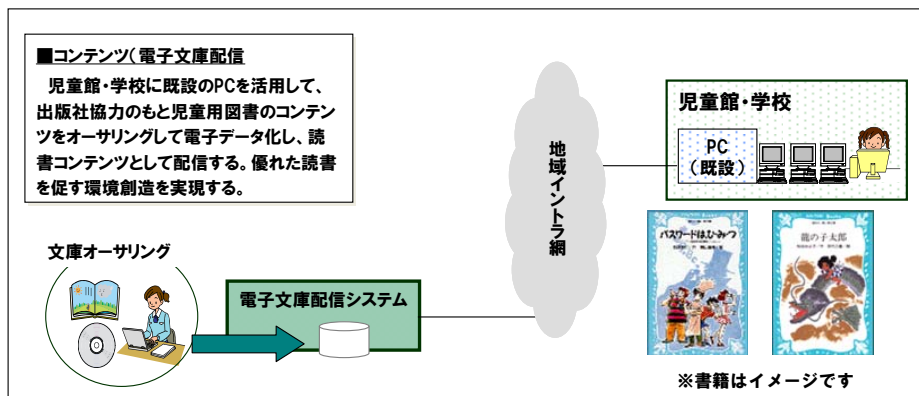 ■コンテンツ(電子文庫配信
児童館・学校に既設のPCを活用して、
出版社協力のもと児童用図書のコンテン
ツをオーサリングして電子データ化し、読
書コンテンツとして配信する。優れた読書
を促す環境創造を実現する。
文庫オーサリング
電子文庫配信システム
地域イントラ網
児童館・学校
PC
(既設)
パスワードは、ひ・み・つ
龍の子太郎
※書籍はイメージです